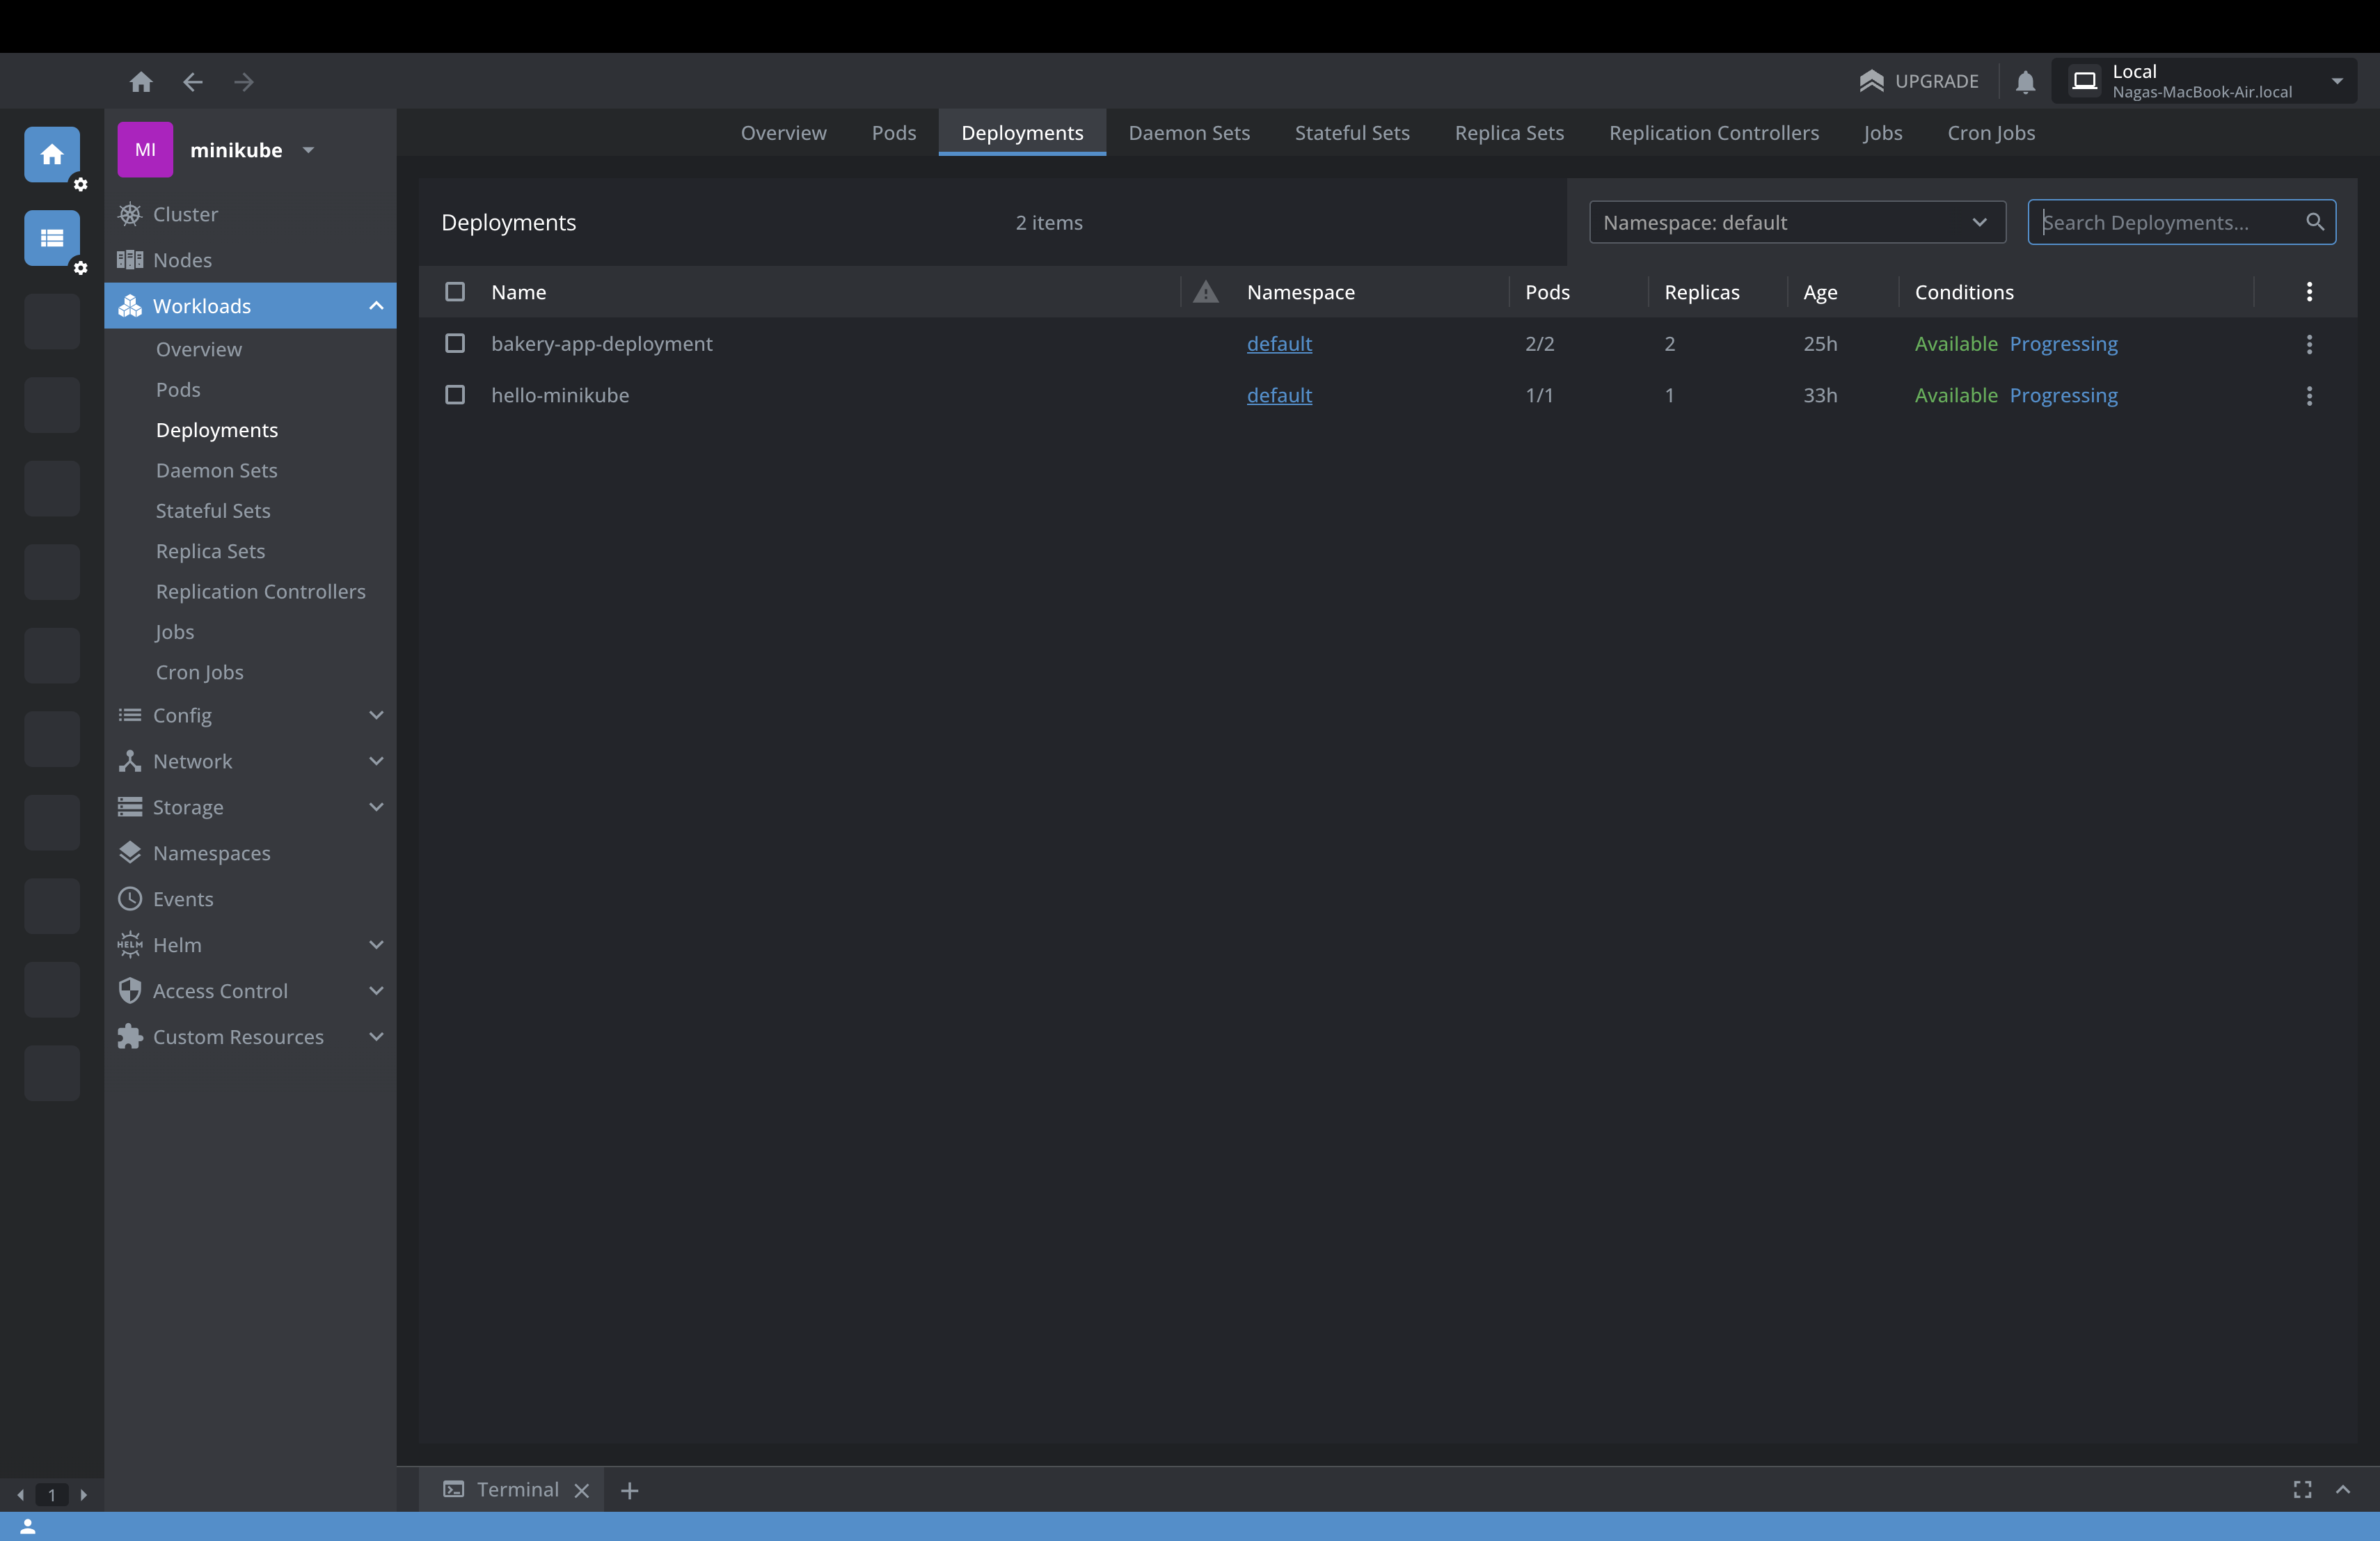 UPGRADE
Local
Nagas-MacBook-Air.local
MI minikube
Overview Pods Deployments Daemon Sets Stateful Sets Replica Sets Replication Controllers Jobs Cron Jobs
Cluster
Nodes
Workloads
Overview
Pods
Deployments
Daemon Sets
Stateful Sets
Replica Sets
Replication Controllers
Jobs
Cron Jobs
Config
Network
Storage
Namespaces
Events
HELM Helm
Access Control
Custom Resources
Deployments 2 items Namespace: default Search Deployments...
Name Namespace Pods Replicas Age Conditions
bakery-app-deployment default 2/2 2 25h Available Progressing
hello-minikube default 1/1 1 33h Available Progressing
1
Terminal